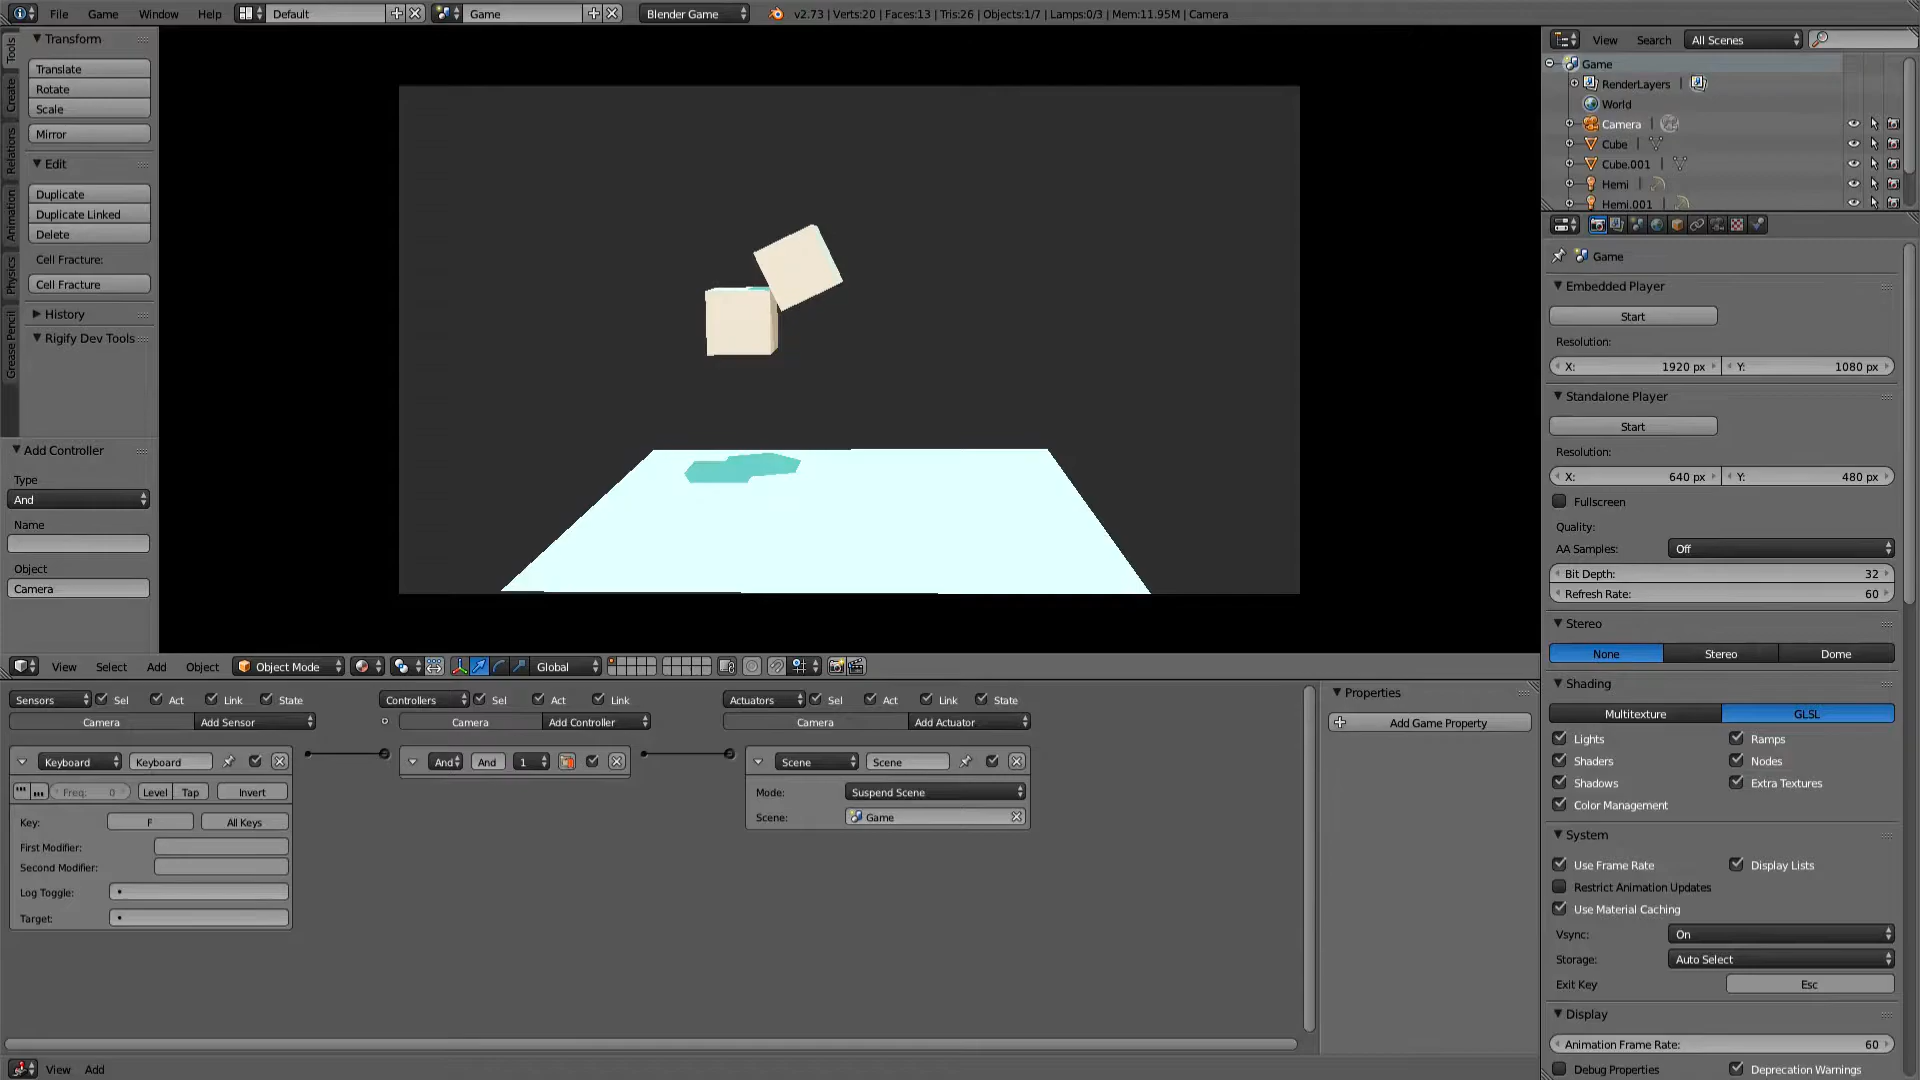 File Game Window Help Default Game Blender Game v2.73 | Verts:20 | Faces:13 | Tris:26 | Objects:1/7 | Lamps:0/3 | Mem:11.95M | Camera
Tools
Create
Relations
Animation
Physics
Grease Pencil
Transform
Translate
Rotate
Scale
Mirror
Edit
Duplicate
Duplicate Linked
Delete
Cell Fracture:
Cell Fracture
History
Rigify Dev Tools
Add Controller
Type
And
Name
Object
Camera
View Select Add Object Object Mode Global
Sensors Sel Act Link State
Camera Add Sensor
Keyboard Keyboard
Freq: 0 Level Tap Invert
Key: F All Keys
First Modifier:
Second Modifier:
Log Toggle:
Target:
Controllers Sel Act Link
Camera Add Controller
And And 1
Actuators Sel Act Link State
Camera Add Actuator
Scene Scene
Mode: Suspend Scene
Scene: Game
Properties
Add Game Property
View Add
View Search All Scenes
Game
RenderLayers |
World
Camera |
Cube |
Cube.001 |
Hemi |
Hemi.001 |
Game
Embedded Player
Start
Resolution:
X: 1920 px Y: 1080 px
Standalone Player
Start
Resolution:
X: 640 px Y: 480 px
Fullscreen
Quality:
AA Samples: Off
Bit Depth: 32
Refresh Rate: 60
Stereo
None Stereo Dome
Shading
Multitexture GLSL
Lights Ramps
Shaders Nodes
Shadows Extra Textures
Color Management
System
Use Frame Rate Display Lists
Restrict Animation Updates
Use Material Caching
Vsync: On
Storage: Auto Select
Exit Key Esc
Display
Animation Frame Rate: 60
Debug Properties Deprecation Warnings